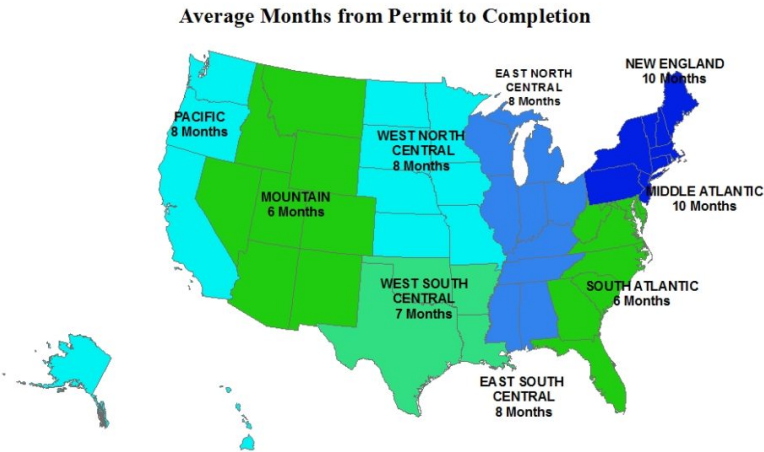 Average Months from Permit to Completion
NEW ENGLAND
10 Months
EAST NORTH
CENTRAL
8 Months
PACIFIC
8 Months
WEST NORTH
CENTRAL
8 Months
MOUNTAIN
6 Months
MIDDLE ATLANTIC
10 Months
WEST SOUTH
CENTRAL
7 Months
SOUTH ATLANTIC
6 Months
EAST SOUTH
CENTRAL
8 Months